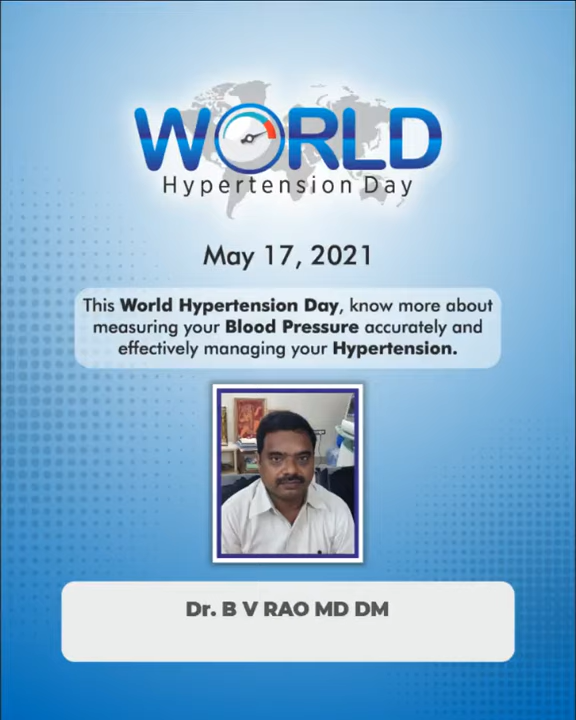 WORLD
Hypertension Day
May 17, 2021
This World Hypertension Day, know more about
measuring your Blood Pressure accurately and
effectively managing your Hypertension.
Dr. B V RAO MD DM